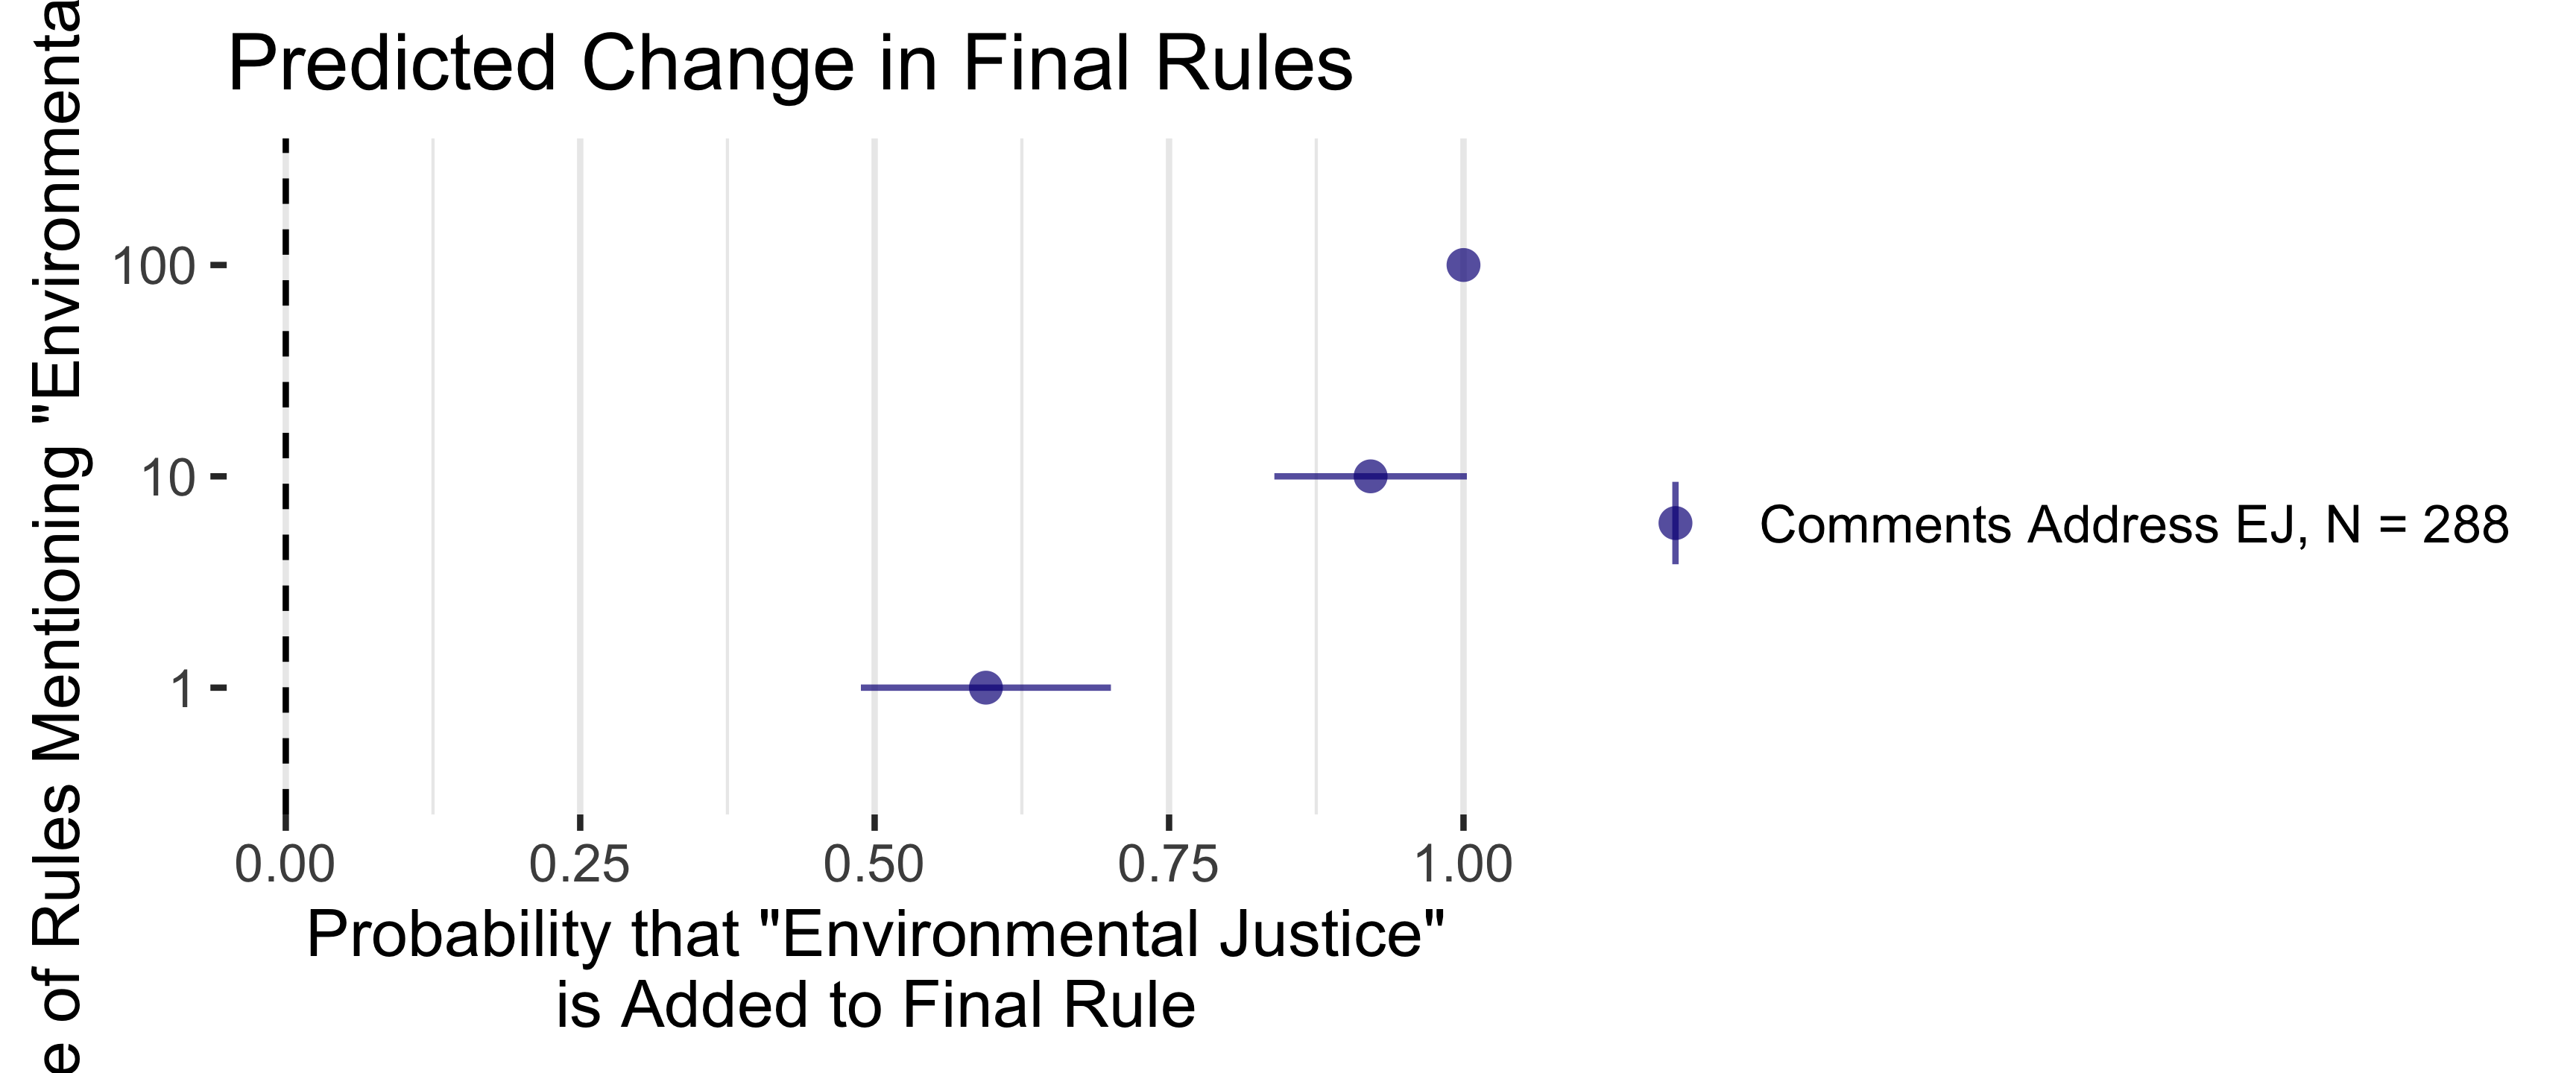 Predicted Change in Final Rules
e of Rules Mentioning "Environmenta
100
10
1
0.00 0.25 0.50 0.75 1.00
Probability that "Environmental Justice"
is Added to Final Rule
Comments Address EJ, N = 288